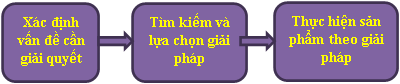 Xác định
vấn đề cần
giải quyết
Tìm kiếm và
lựa chọn giải
pháp
Thực hiện sản
phẩm theo giải
pháp